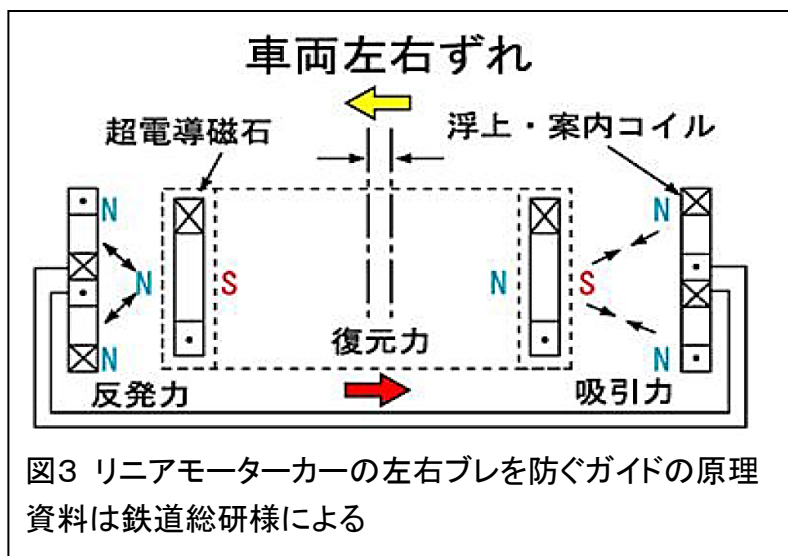 車両左右ずれ
超電導磁石
浮上・案内コイル
N
N
N
N
S
N
S
N
N
復元力
反発力
吸引力
図3 リニアモーターカーの左右ブレを防ぐガイドの原理
資料は鉄道総研様による